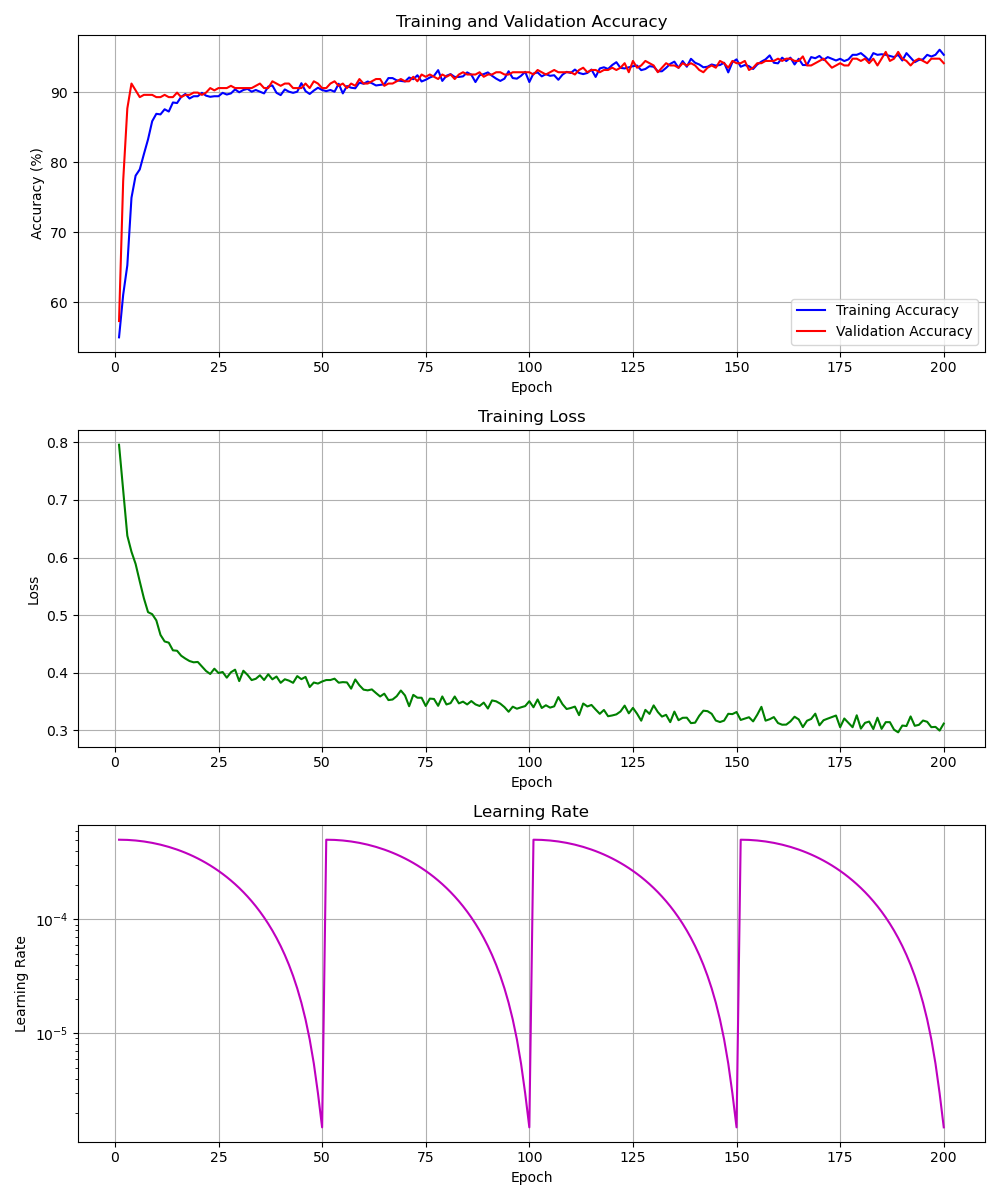 Training and Validation Accuracy
Accuracy (%)
90
80
70
60
Training Accuracy
Validation Accuracy
0 25 50 75 100 125 150 175 200
Epoch
Training Loss
Loss
0.8
0.7
0.6
0.5
0.4
0.3
0 25 50 75 100 125 150 175 200
Epoch
Learning Rate
Learning Rate
10⁻⁴
10⁻⁵
0 25 50 75 100 125 150 175 200
Epoch